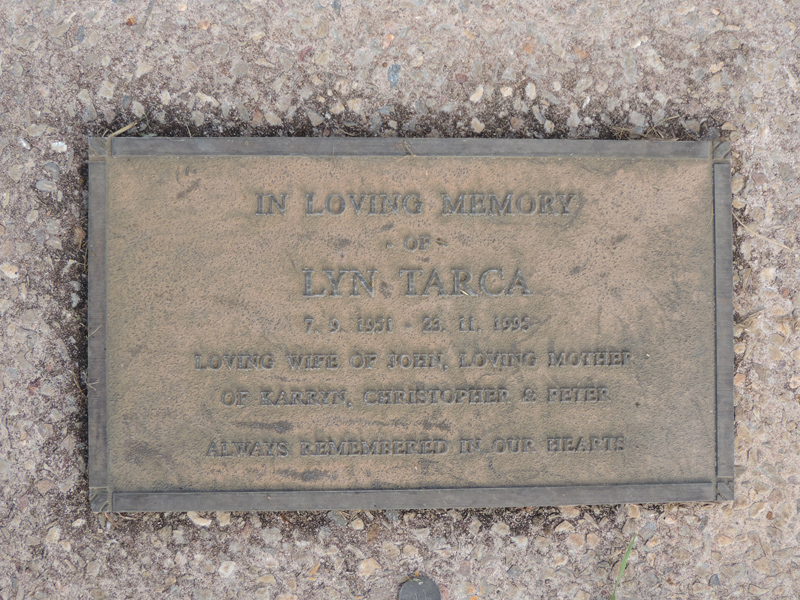 IN LOVING MEMORY
OF
LYN TARCA
7. 9. 1951 - 23. 11. 1995
LOVING WIFE OF JOHN, LOVING MOTHER
OF KARRYN, CHRISTOPHER & PETER
ALWAYS REMEMBERED IN OUR HEARTS